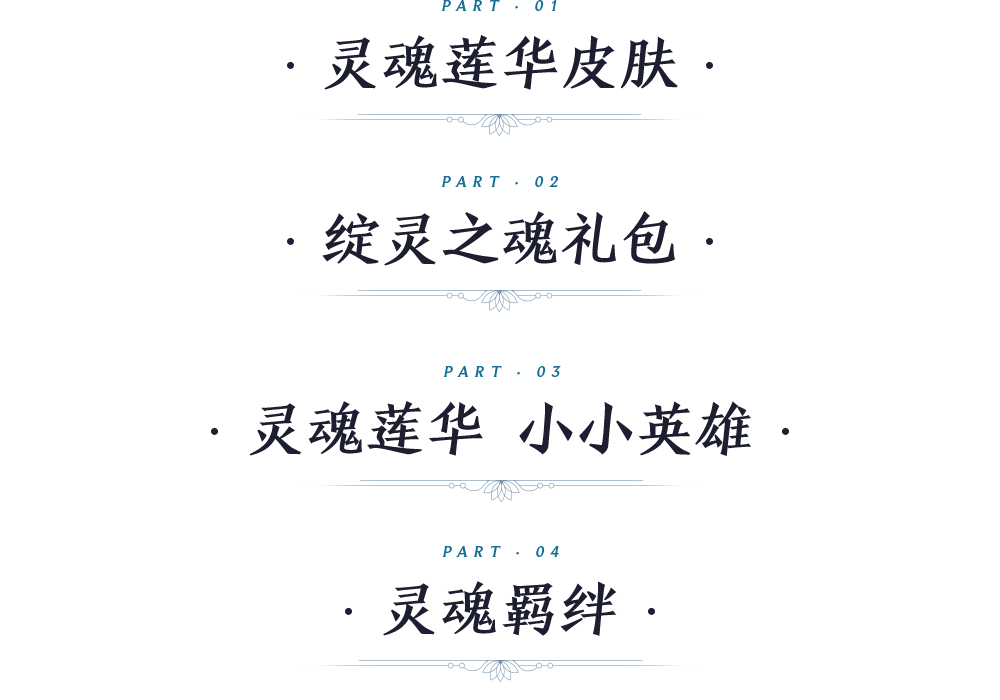 PART · 01
· 灵魂莲华皮肤 ·
PART · 02
· 绽灵之魂礼包 ·
PART · 03
· 灵魂莲华 小小英雄 ·
PART · 04
· 灵魂羁绊 ·